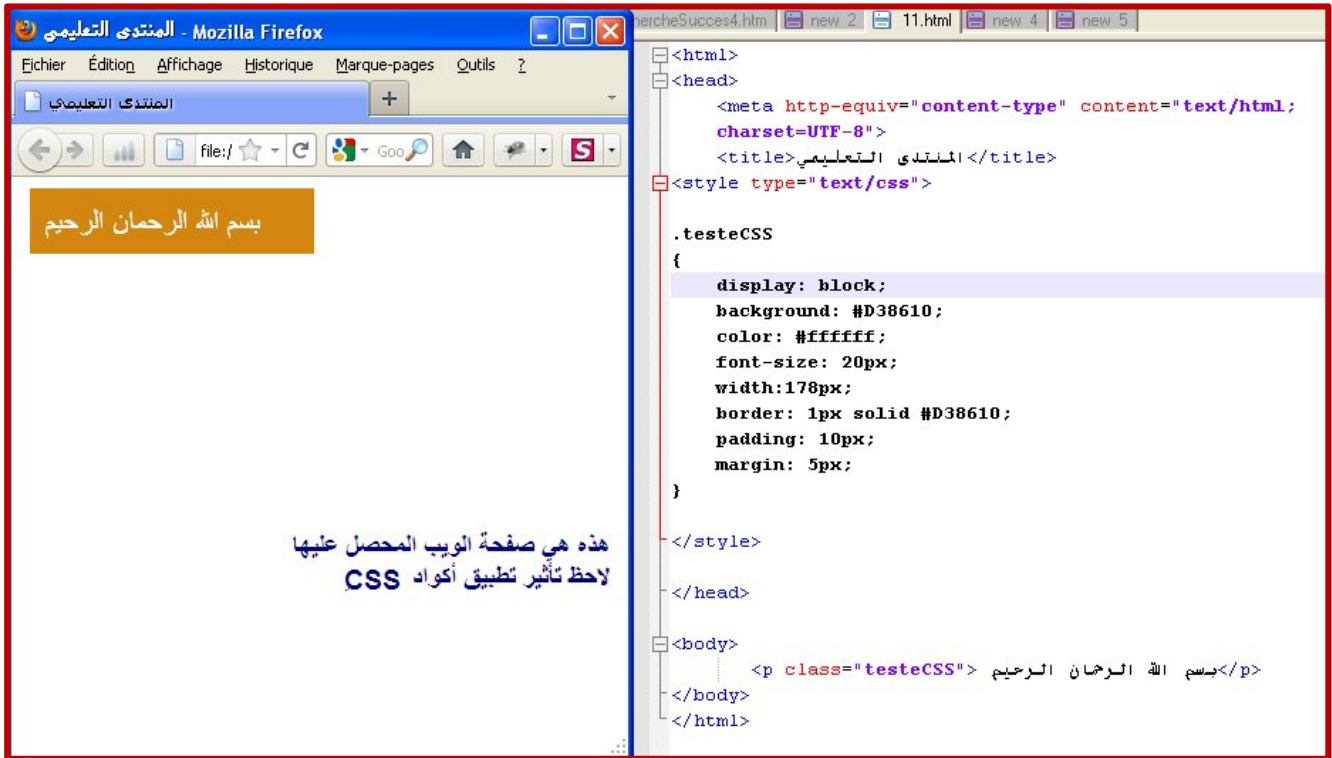 المنتدى التعليمي - Mozilla Firefox
Fichier Édition Affichage Historique Marque-pages Outils ?
المنتدى التعليمي
+
file:/
Goo
S
بسم الله الرحمان الرحيم
هذه هي صفحة الويب المحصل عليها
لاحظ تأثير تطبيق أكواد CSS
hercheSucces4.htm new 2 11.html new 4 new 5
<html>
<head>
<meta http-equiv="content-type" content="text/html;
charset=UTF-8">
<title>المنتدى التعليمي</title>
<style type="text/css">
.testeCSS
{
display: block;
background: #D38610;
color: #ffffff;
font-size: 20px;
width:178px;
border: 1px solid #D38610;
padding: 10px;
margin: 5px;
}
</style>
</head>
<body>
<p class="testeCSS"> بسم الله الرحمان الرحيم</p>
</body>
</html>